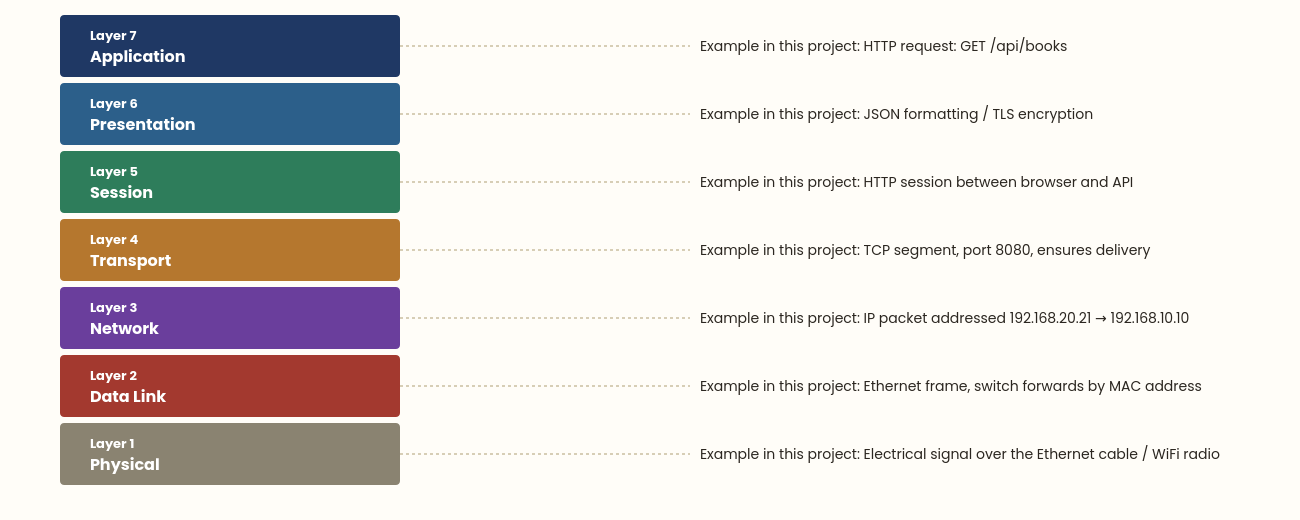 Layer 7
Application
Example in this project: HTTP request: GET /api/books
Layer 6
Presentation
Example in this project: JSON formatting / TLS encryption
Layer 5
Session
Example in this project: HTTP session between browser and API
Layer 4
Transport
Example in this project: TCP segment, port 8080, ensures delivery
Layer 3
Network
Example in this project: IP packet addressed 192.168.20.21 → 192.168.10.10
Layer 2
Data Link
Example in this project: Ethernet frame, switch forwards by MAC address
Layer 1
Physical
Example in this project: Electrical signal over the Ethernet cable / WiFi radio